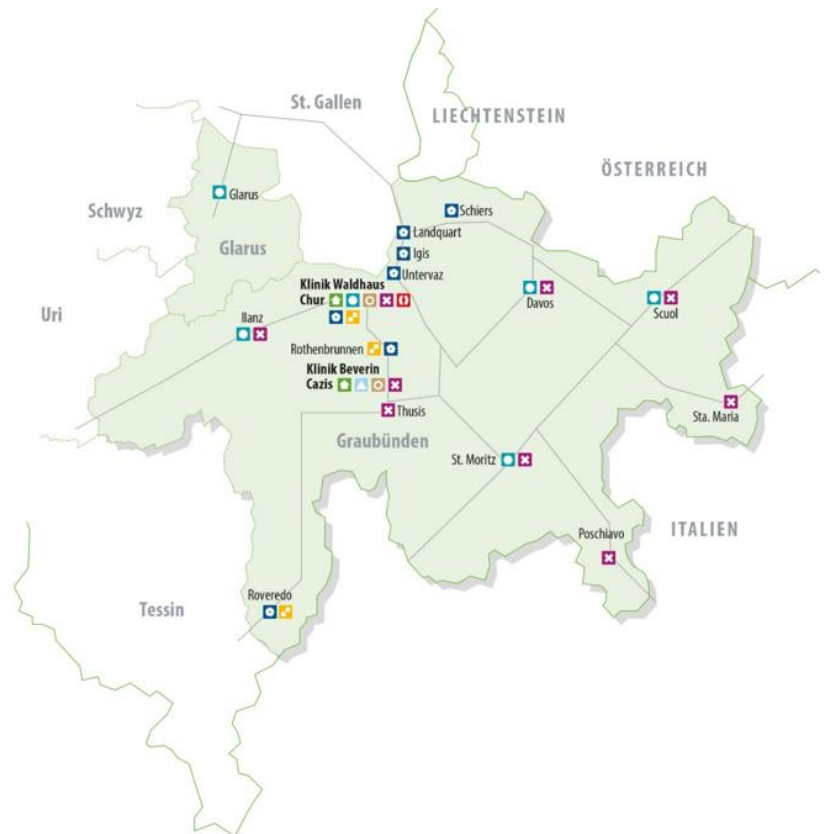 St. Gallen
LIECHTENSTEIN
ÖSTERREICH
Glarus
Schiers
Schwyz
Landquart
Glarus
Igis
Untervaz
Klinik Waldhaus
Chur
Davos
Scuol
Uri
Ilanz
Rothenbrunnen
Klinik Beverin
Cazis
Thusis
Sta. Maria
Graubünden
St. Moritz
Poschiavo
ITALIEN
Roveredo
Tessin